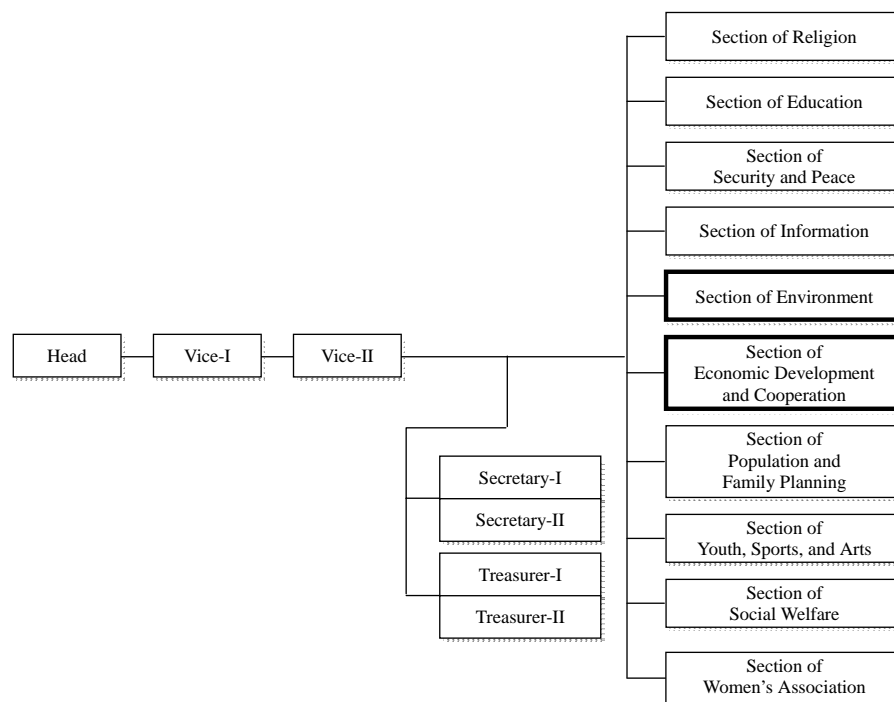 Head
Vice-I
Vice-II
Secretary-I
Secretary-II
Treasurer-I
Treasurer-II
Section of Religion
Section of Education
Section of
Security and Peace
Section of Information
Section of Environment
Section of
Economic Development
and Cooperation
Section of
Population and
Family Planning
Section of
Youth, Sports, and Arts
Section of
Social Welfare
Section of
Women’s Association